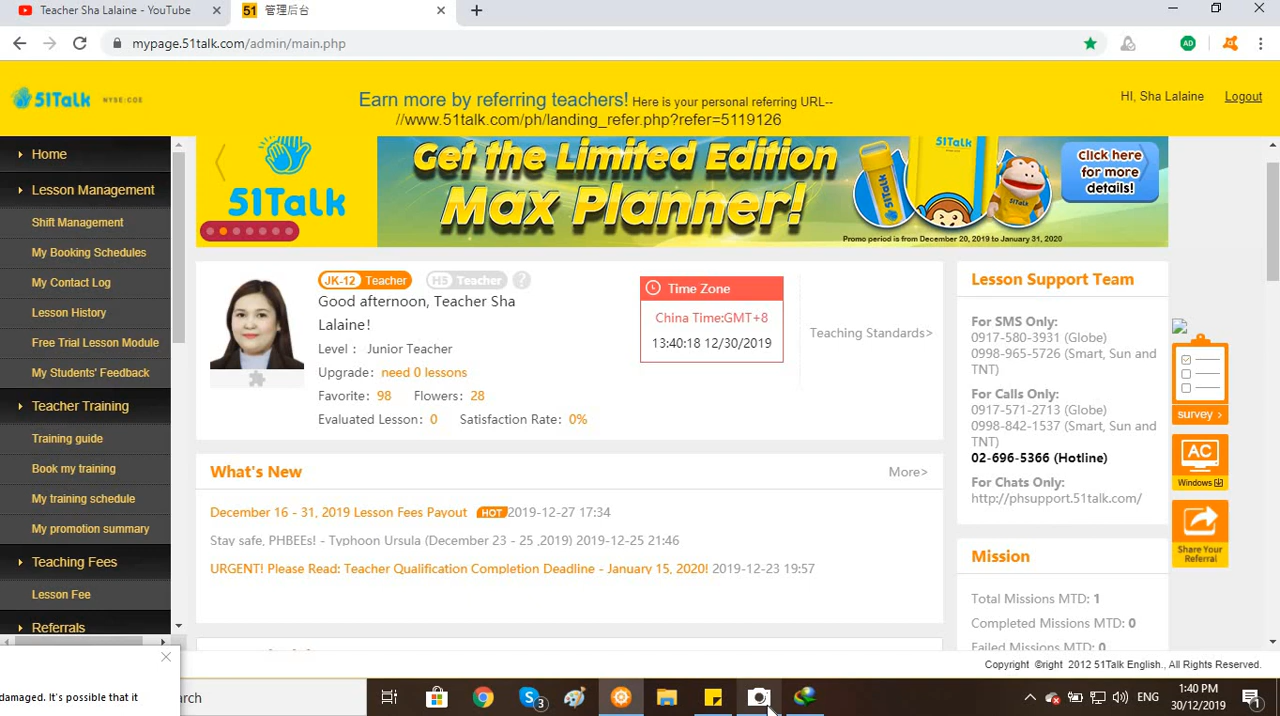 Teacher Sha Lalaine - YouTube
51 管理后台
mypage.51talk.com/admin/main.php
51Talk NYSE:COE
Earn more by referring teachers! Here is your personal referring URL--
//www.51talk.com/ph/landing_refer.php?refer=5119126
HI, Sha Lalaine Logout
Home
Lesson Management
Shift Management
My Booking Schedules
My Contact Log
Lesson History
Free Trial Lesson Module
My Students' Feedback
Teacher Training
Training guide
Book my training
My training schedule
My promotion summary
Teaching Fees
Lesson Fee
Referrals
51Talk
Get the Limited Edition
Max Planner!
51Talk
Click here
for more
details!
Promo period is from December 20, 2019 to January 31, 2020
JK-12 Teacher H5 Teacher ?
Good afternoon, Teacher Sha
Lalaine!
Level : Junior Teacher
Upgrade: need 0 lessons
Favorite: 98 Flowers: 28
Evaluated Lesson: 0 Satisfaction Rate: 0%
Time Zone
China Time:GMT+8
13:40:18 12/30/2019
Teaching Standards>
What's New More>
December 16 - 31, 2019 Lesson Fees Payout HOT 2019-12-27 17:34
Stay safe, PHBEEs! - Typhoon Ursula (December 23 - 25 ,2019) 2019-12-25 21:46
URGENT! Please Read: Teacher Qualification Completion Deadline - January 15, 2020! 2019-12-23 19:57
Lesson Support Team
For SMS Only:
0917-580-3931 (Globe)
0998-965-5726 (Smart, Sun and
TNT)
For Calls Only:
0917-571-2713 (Globe)
0998-842-1537 (Smart, Sun and
TNT)
02-696-5366 (Hotline)
For Chats Only:
http://phsupport.51talk.com/
Mission
Total Missions MTD: 1
Completed Missions MTD: 0
Failed Missions MTD: 0
survey >
AC
Windows
Share Your
Referral
Copyright ©right 2012 51Talk English., All Rights Reserved.
damaged. It's possible that it
arch
3
ENG
1:40 PM
30/12/2019
1